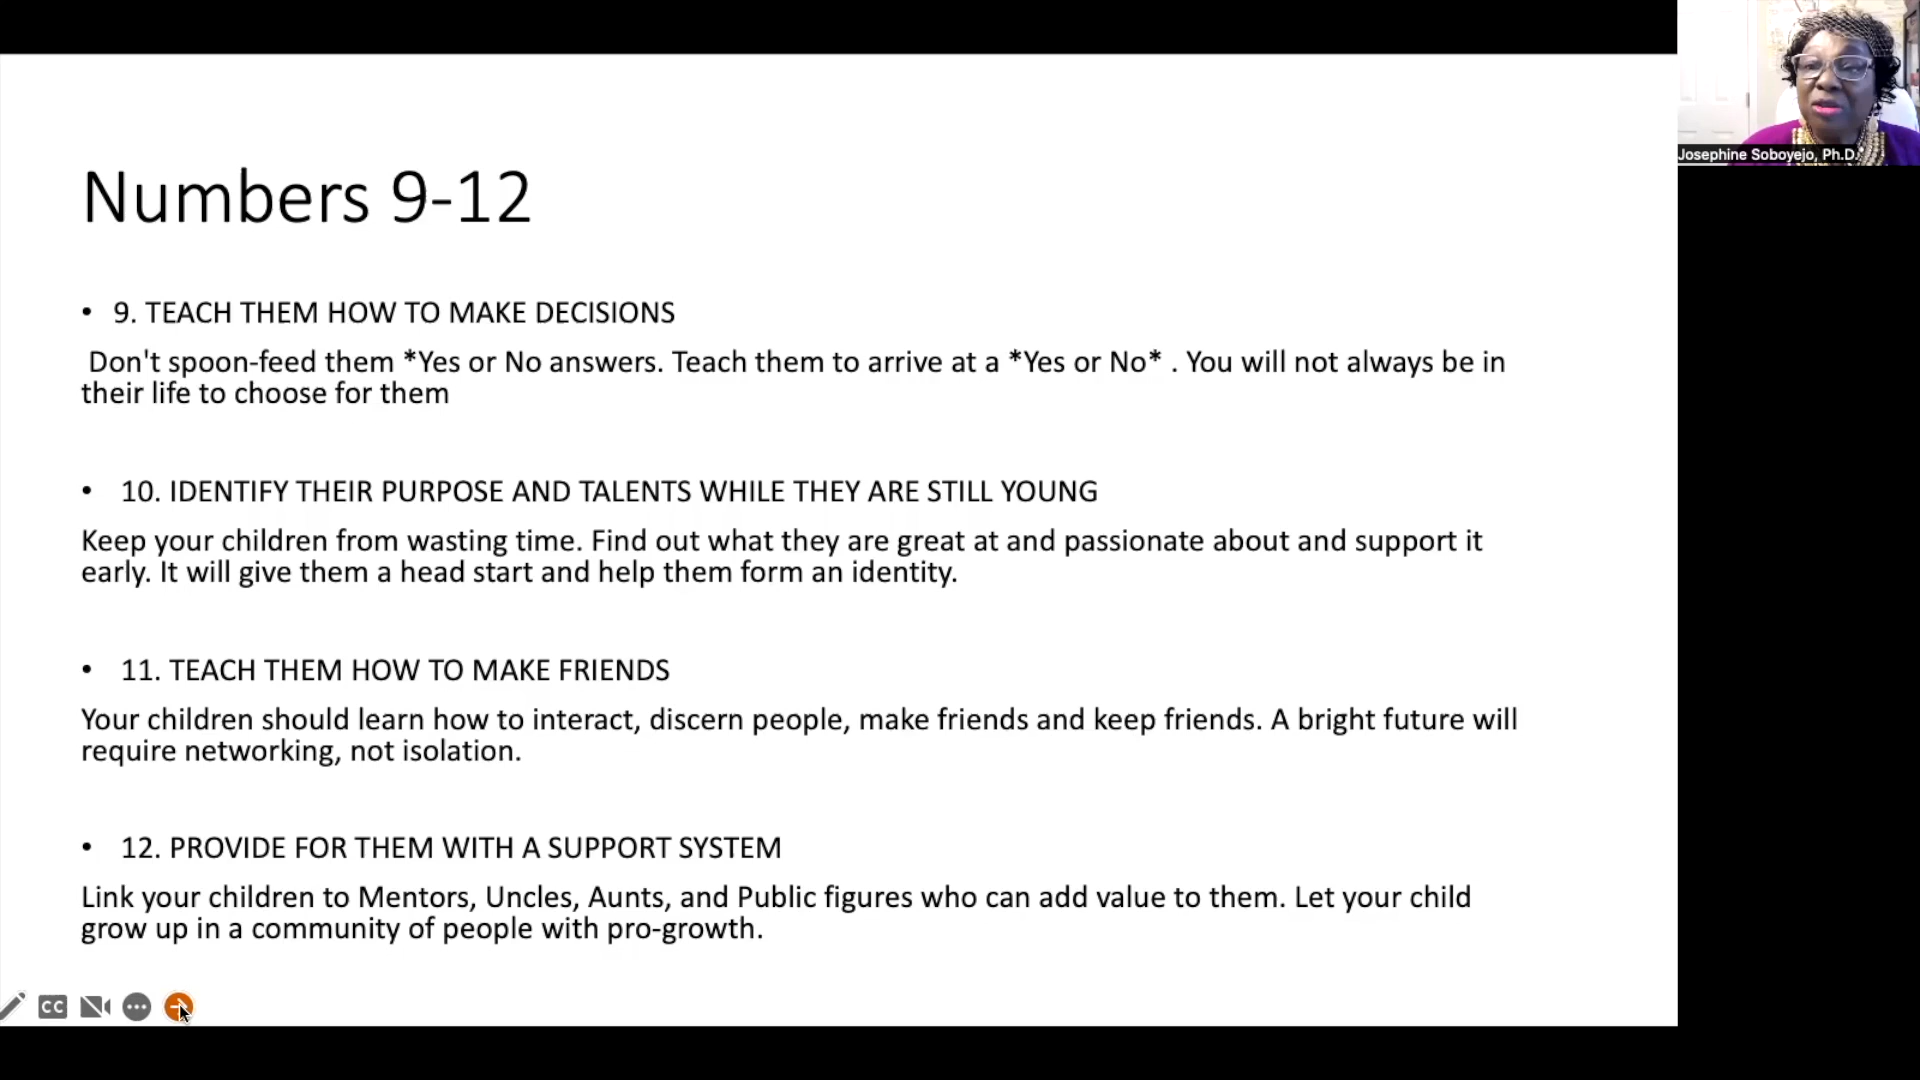 Josephine Soboyejo, Ph.D.
Numbers 9-12
• 9. TEACH THEM HOW TO MAKE DECISIONS
Don't spoon-feed them *Yes or No answers. Teach them to arrive at a *Yes or No* . You will not always be in
their life to choose for them
• 10. IDENTIFY THEIR PURPOSE AND TALENTS WHILE THEY ARE STILL YOUNG
Keep your children from wasting time. Find out what they are great at and passionate about and support it
early. It will give them a head start and help them form an identity.
• 11. TEACH THEM HOW TO MAKE FRIENDS
Your children should learn how to interact, discern people, make friends and keep friends. A bright future will
require networking, not isolation.
• 12. PROVIDE FOR THEM WITH A SUPPORT SYSTEM
Link your children to Mentors, Uncles, Aunts, and Public figures who can add value to them. Let your child
grow up in a community of people with pro-growth.
CC